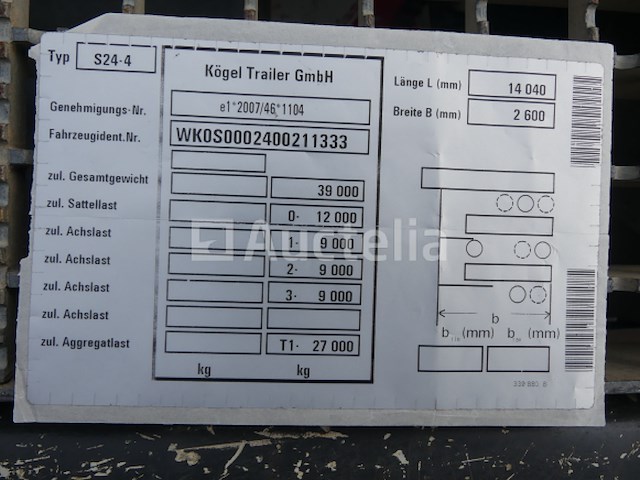 Typ S24-4
Kögel Trailer GmbH
Länge L (mm) 14 040
Breite B (mm) 2 600
Genehmigungs-Nr. e1*2007/46*1104
Fahrzeugident.Nr. WK0S0002400211333
zul. Gesamtgewicht 39 000
zul. Sattellast 0- 12 000
zul. Achslast 1- 9 000
zul. Achslast 2- 9 000
zul. Achslast 3- 9 000
zul. Achslast
zul. Aggregatlast T1- 27 000
kg kg
b
b (mm) b (mm)
Auctelia